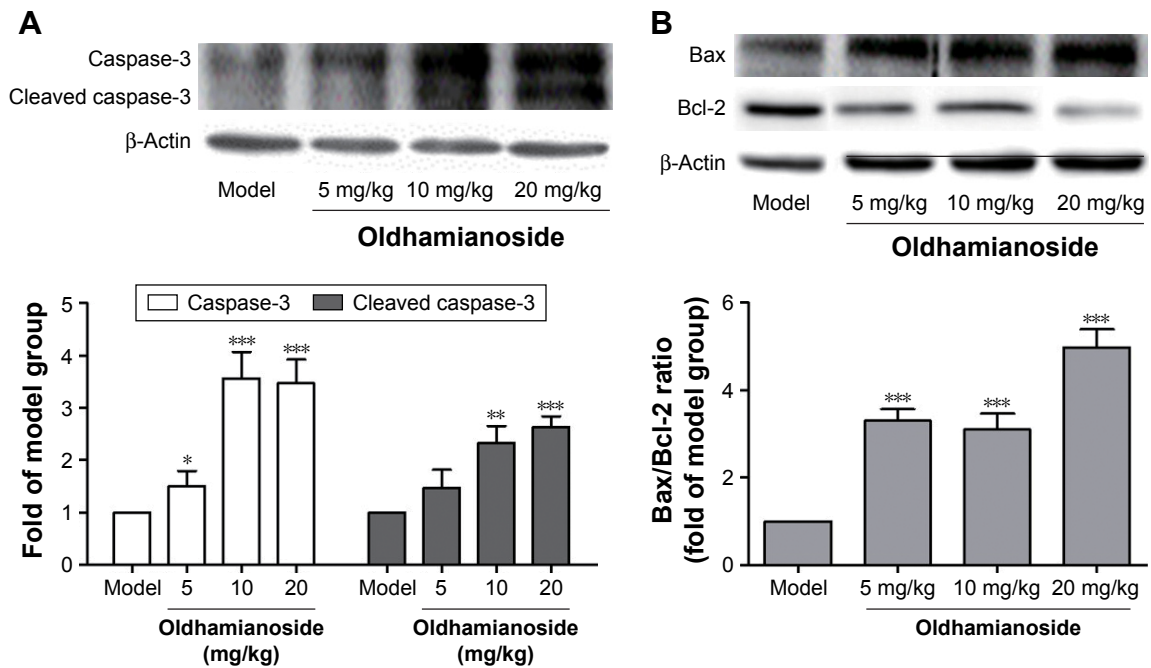 A
Caspase-3
Cleaved caspase-3
β-Actin
Model 5 mg/kg 10 mg/kg 20 mg/kg
Oldhamianoside
Fold of model group
Caspase-3 Cleaved caspase-3
5
4
3
2
1
0
*
***
***
**
***
Model 5 10 20 Model 5 10 20
Oldhamianoside Oldhamianoside
(mg/kg) (mg/kg)
B
Bax
Bcl-2
β-Actin
Model 5 mg/kg 10 mg/kg 20 mg/kg
Oldhamianoside
Bax/Bcl-2 ratio
(fold of model group)
6
4
2
0
***
***
***
Model 5 mg/kg 10 mg/kg 20 mg/kg
Oldhamianoside